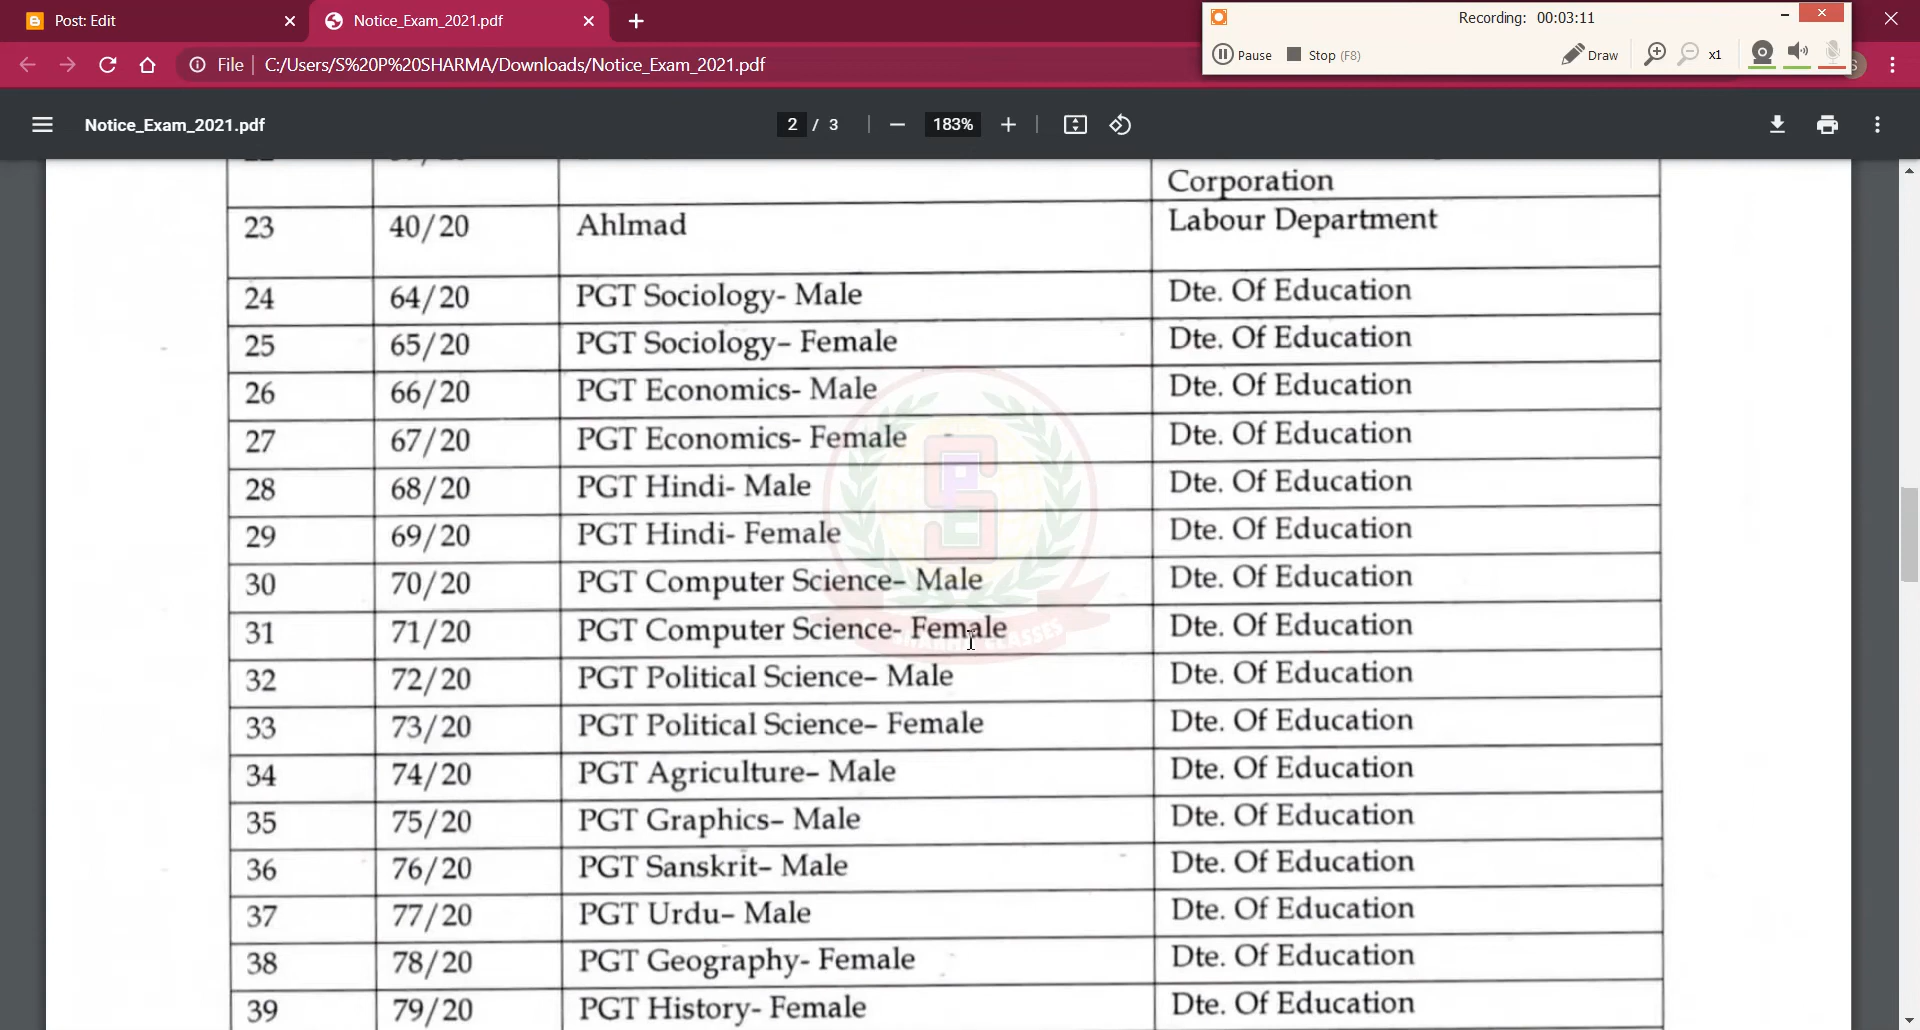 Post: Edit
Notice_Exam_2021.pdf
Recording: 00:03:11
Pause Stop (F8) Draw x1
File C:/Users/S%20P%20SHARMA/Downloads/Notice_Exam_2021.pdf
S
Notice_Exam_2021.pdf 2 / 3 183%
Corporation
23 40/20 Ahlmad Labour Department
24 64/20 PGT Sociology- Male Dte. Of Education
25 65/20 PGT Sociology– Female Dte. Of Education
26 66/20 PGT Economics- Male Dte. Of Education
27 67/20 PGT Economics- Female Dte. Of Education
28 68/20 PGT Hindi- Male Dte. Of Education
29 69/20 PGT Hindi- Female Dte. Of Education
30 70/20 PGT Computer Science– Male Dte. Of Education
31 71/20 PGT Computer Science- Female Dte. Of Education
32 72/20 PGT Political Science– Male Dte. Of Education
33 73/20 PGT Political Science– Female Dte. Of Education
34 74/20 PGT Agriculture– Male Dte. Of Education
35 75/20 PGT Graphics– Male Dte. Of Education
36 76/20 PGT Sanskrit– Male Dte. Of Education
37 77/20 PGT Urdu– Male Dte. Of Education
38 78/20 PGT Geography- Female Dte. Of Education
39 79/20 PGT History- Female Dte. Of Education